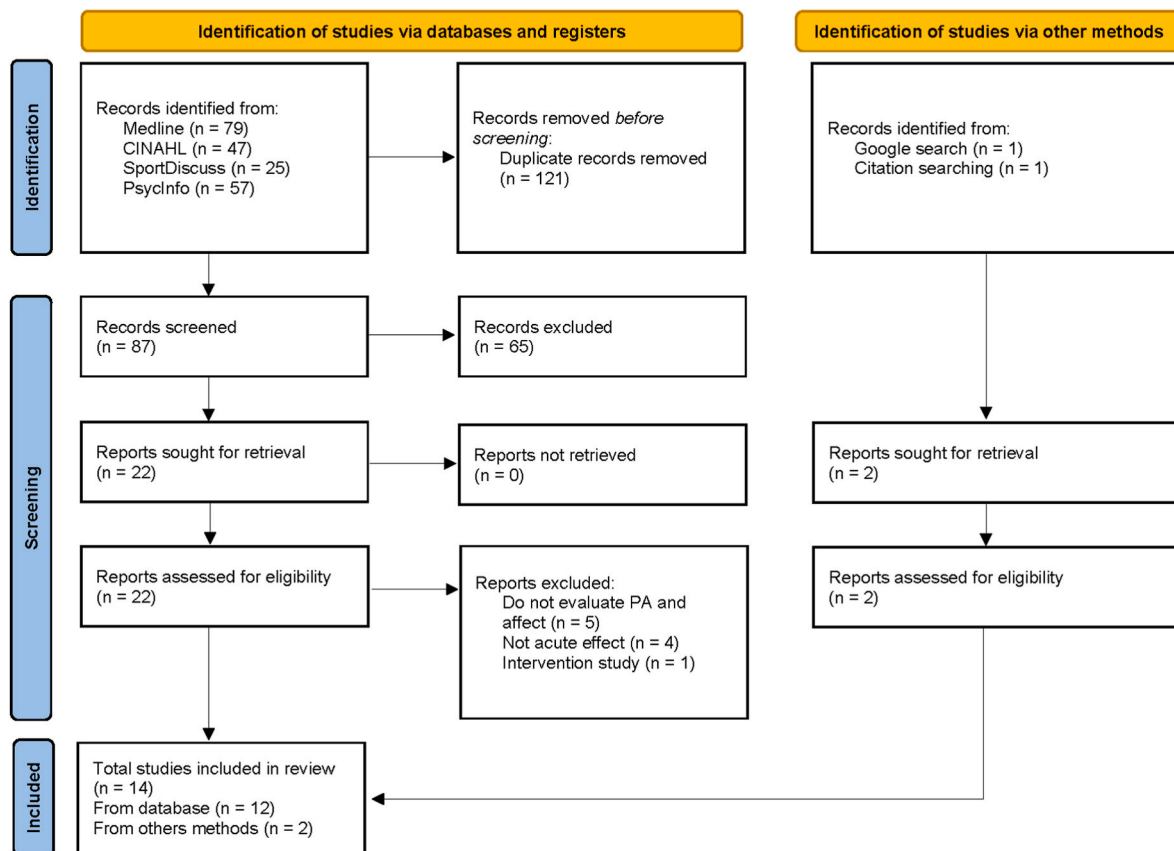 Identification of studies via databases and registers
Identification of studies via other methods
Identification
Records identified from:
Medline (n = 79)
CINAHL (n = 47)
SportDiscuss (n = 25)
PsycInfo (n = 57)
Records removed before
screening:
Duplicate records removed
(n = 121)
Records identified from:
Google search (n = 1)
Citation searching (n = 1)
Screening
Records screened
(n = 87)
Records excluded
(n = 65)
Reports sought for retrieval
(n = 22)
Reports not retrieved
(n = 0)
Reports sought for retrieval
(n = 2)
Reports assessed for eligibility
(n = 22)
Reports excluded:
Do not evaluate PA and
affect (n = 5)
Not acute effect (n = 4)
Intervention study (n = 1)
Reports assessed for eligibility
(n = 2)
Included
Total studies included in review
(n = 14)
From database (n = 12)
From others methods (n = 2)